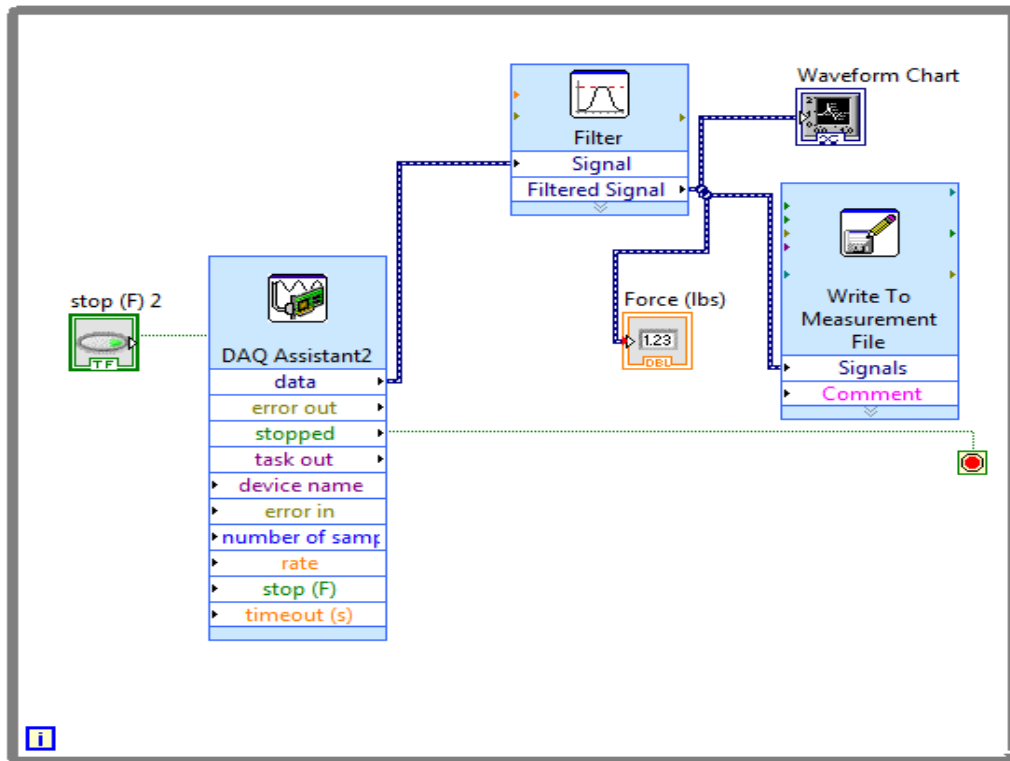 Waveform Chart
Filter
Signal
Filtered Signal
stop (F) 2
TF
DAQ Assistant2
data
error out
stopped
task out
device name
error in
number of samp
rate
stop (F)
timeout (s)
Force (lbs)
1.23
DBL
Write To
Measurement
File
Signals
Comment
i